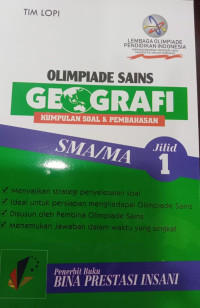 TIM LOPI
LEMBAGA OLIMPIADE
PENDIDIKAN INDONESIA
OLIMPIADE SAINS
GEOGRAFI
KUMPULAN SOAL & PEMBAHASAN
SMA/MA
Jilid
1
Menyajikan strategi penyelesaian soal
Ideal untuk persiapan menghadapai Olimpiade Sains
Disusun oleh Pembina Olimpiade Sains
Menemukan Jawaban dalam waktu yang singkat
Penerbit Buku
BINA PRESTASI INSANI